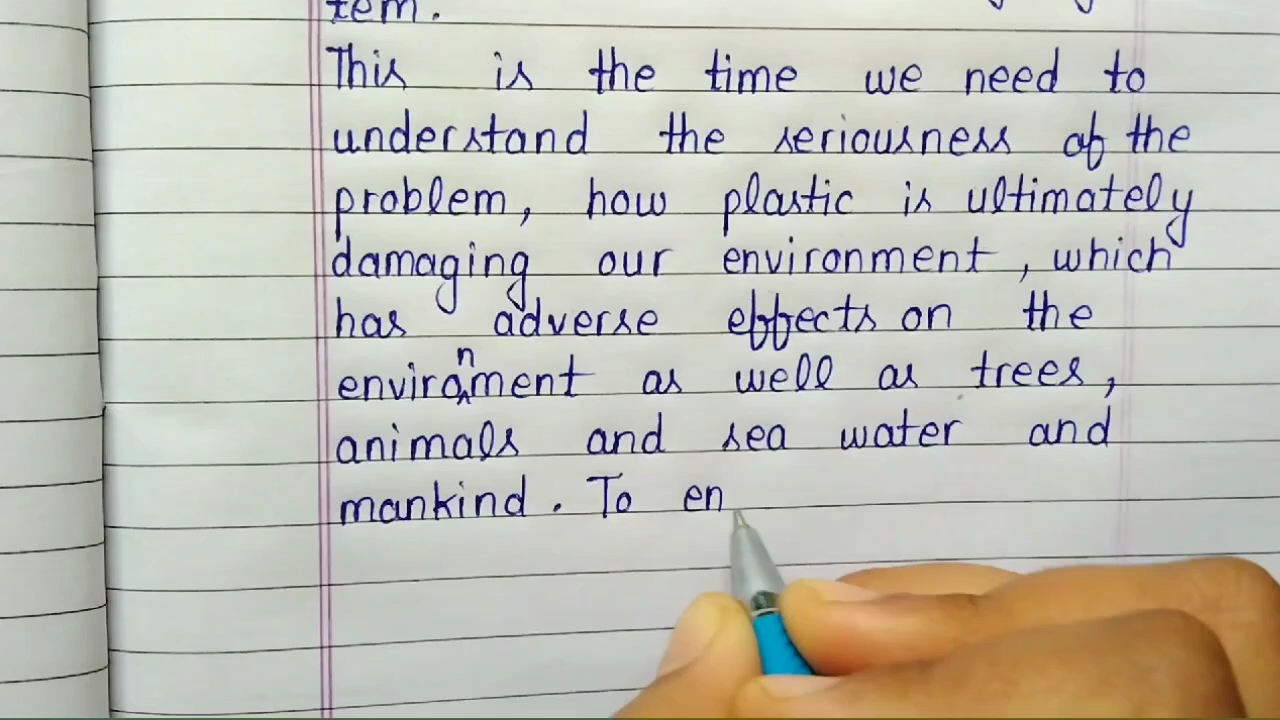 tem.
This is the time we need to
understand the seriousness of the
problem, how plastic is ultimately
damaging our environment, which
has adverse effects on the
environment as well as trees,
animals and sea water and
mankind. To en